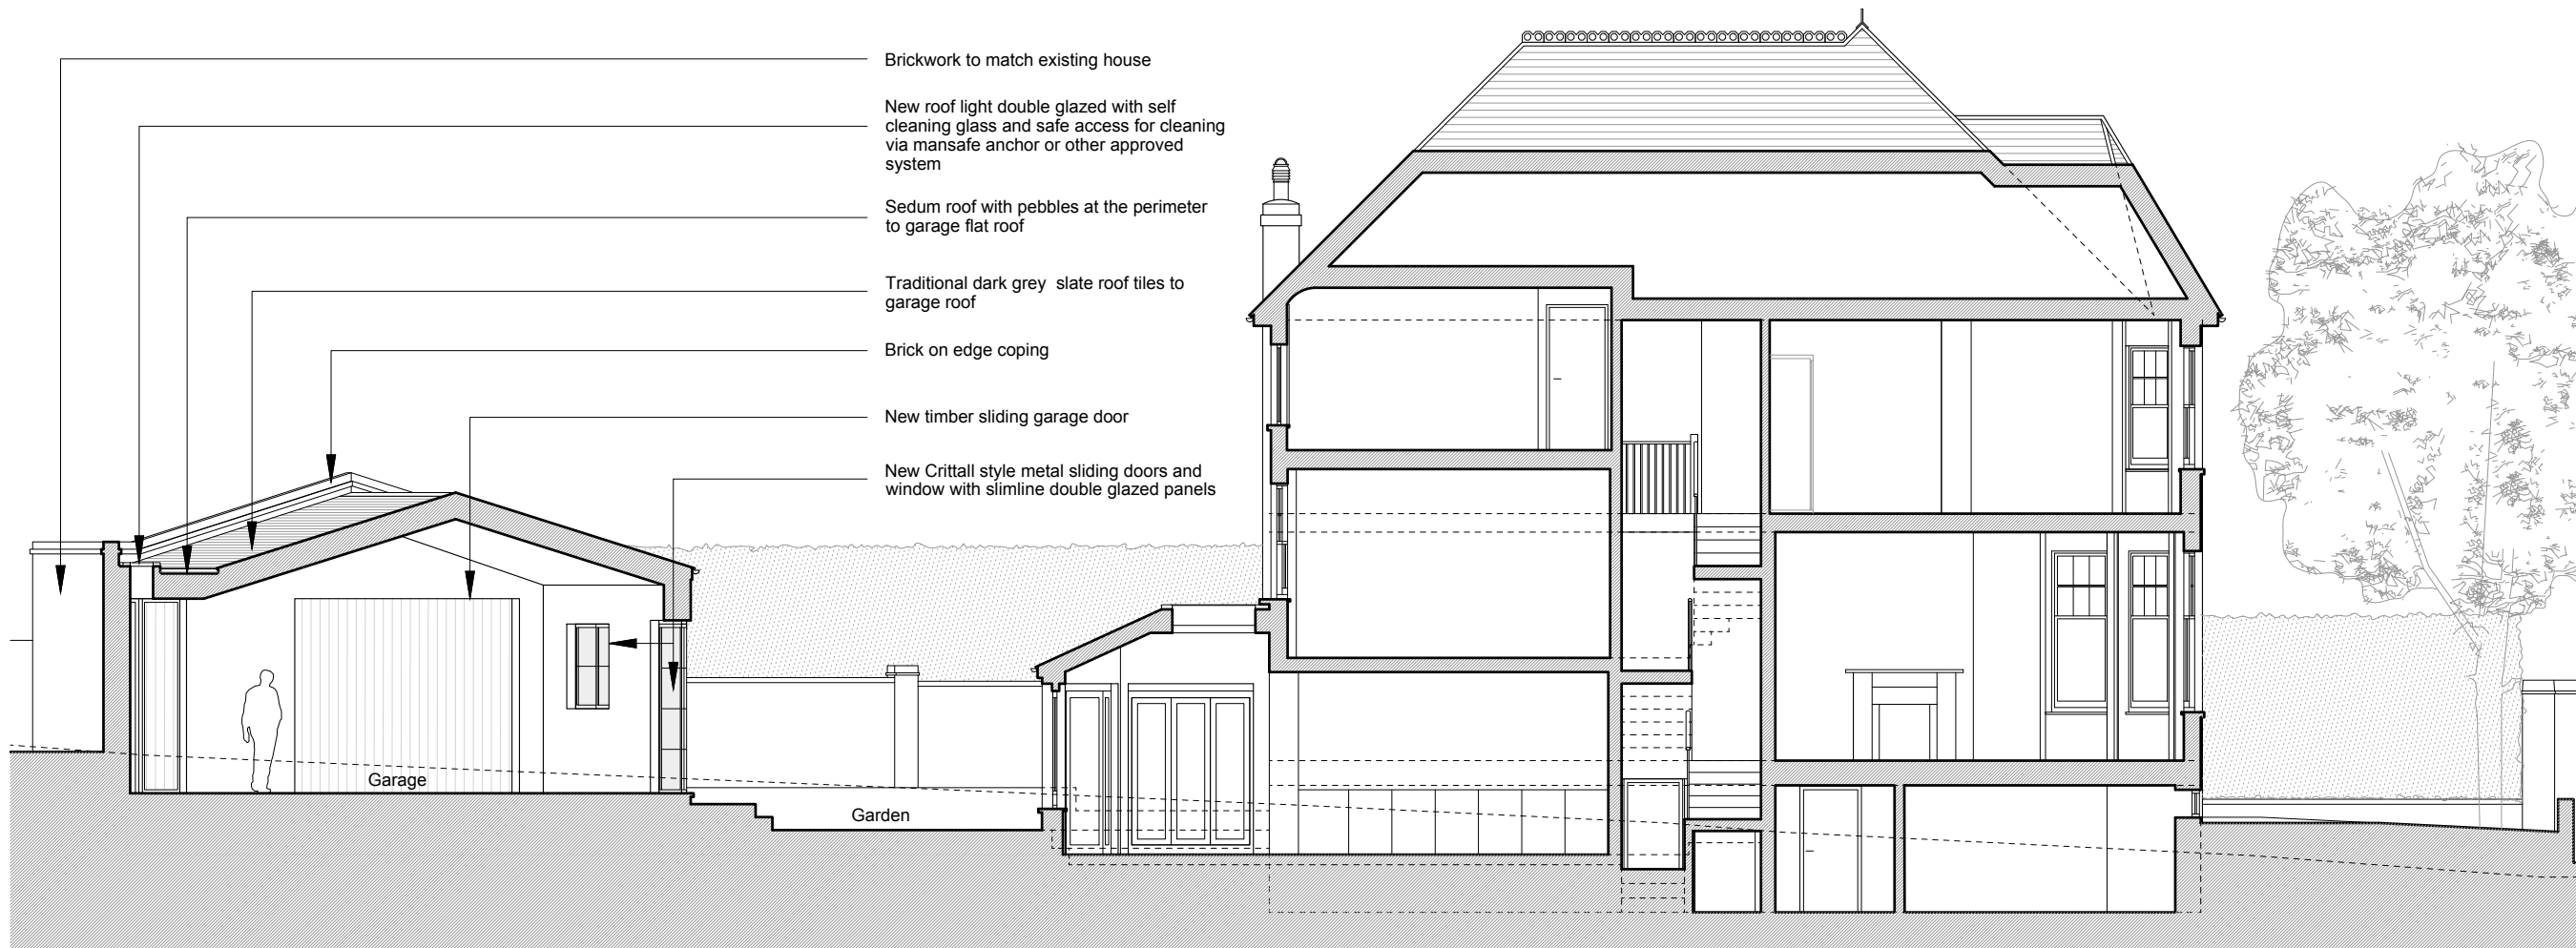 Brickwork to match existing house
New roof light double glazed with self
cleaning glass and safe access for cleaning
via mansafe anchor or other approved
system
Sedum roof with pebbles at the perimeter
to garage flat roof
Traditional dark grey  slate roof tiles to
garage roof
Brick on edge coping
New timber sliding garage door
New Crittall style metal sliding doors and
window with slimline double glazed panels
Garage
Garden